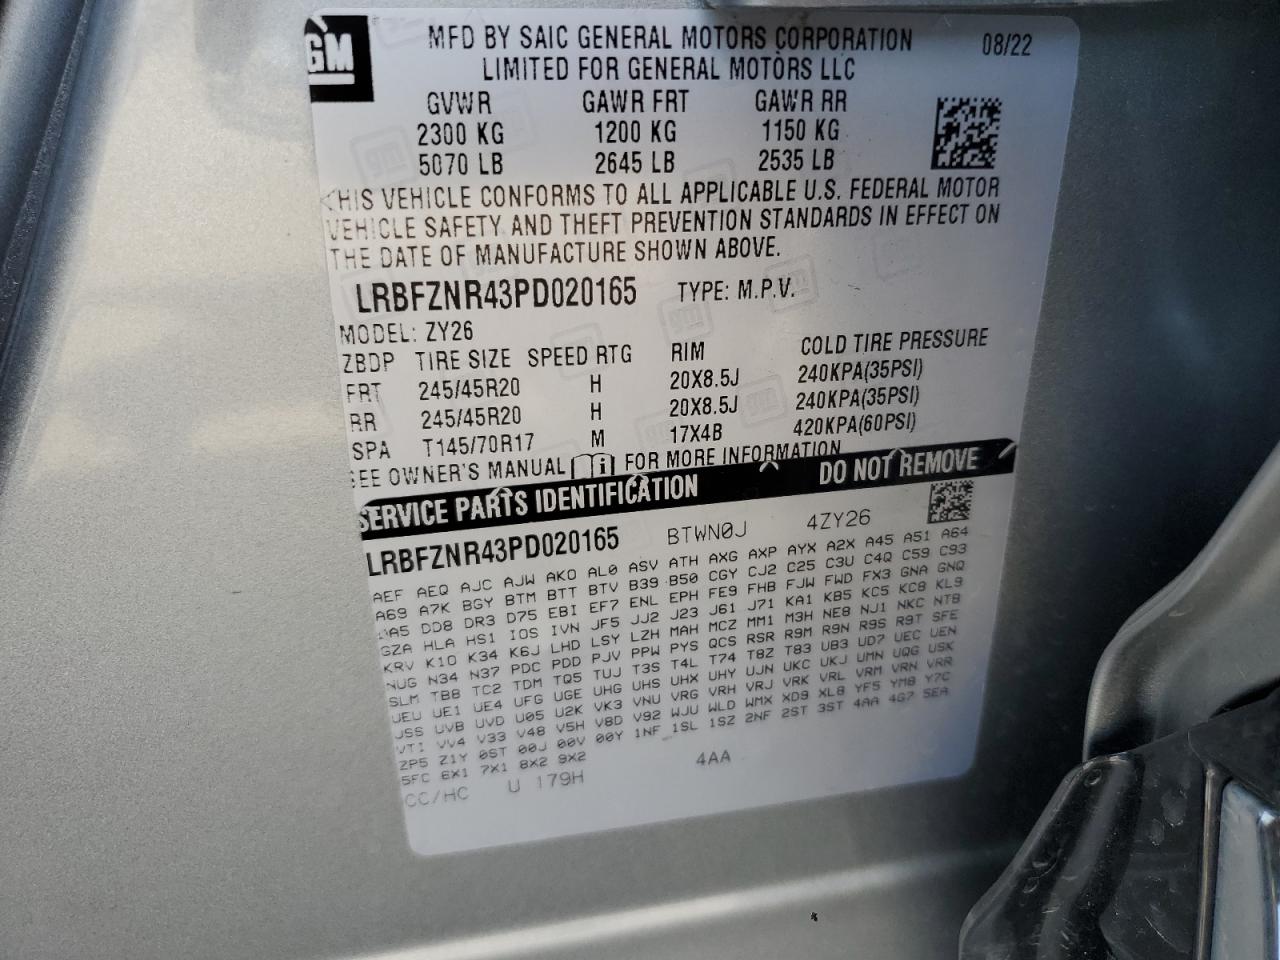 GM
MFD BY SAIC GENERAL MOTORS CORPORATION 08/22
LIMITED FOR GENERAL MOTORS LLC
GVWR GAWR FRT GAWR RR
2300 KG 1200 KG 1150 KG
5070 LB 2645 LB 2535 LB
THIS VEHICLE CONFORMS TO ALL APPLICABLE U.S. FEDERAL MOTOR
VEHICLE SAFETY AND THEFT PREVENTION STANDARDS IN EFFECT ON
THE DATE OF MANUFACTURE SHOWN ABOVE.
LRBFZNR43PD020165 TYPE: M.P.V.
MODEL: ZY26
ZBDP TIRE SIZE SPEED RTG RIM COLD TIRE PRESSURE
FRT 245/45R20 H 20X8.5J 240KPA(35PSI)
RR 245/45R20 H 20X8.5J 240KPA(35PSI)
SPA T145/70R17 M 17X4B 420KPA(60PSI)
SEE OWNER'S MANUAL FOR MORE INFORMATION
SERVICE PARTS IDENTIFICATION DO NOT REMOVE
LRBFZNR43PD020165 BTWN0J 4ZY26
AEF AEQ AJC AJW AKO AL0 ASV ATH AXG AXP AYX A2X A45 A51 A64
A69 A7K BGY BTM BTT BTV B39 B50 CGY CJ2 C25 C3U C4Q C59 C93
DA5 DD8 DR3 D75 EBI EF7 ENL EPH FE9 FHB FJW FWD FX3 GNA GNQ
GZA HLA HS1 IOS IVN JF5 JJ2 J23 J61 J71 KA1 KB5 KC5 KC8 KL9
KRV K10 K34 K6J LHD LSY LZH MAH MCZ MM1 M3H NE8 NJ1 NKC NTB
NUG N34 N37 PDC PDD PJV PPW PYS QCS RSR R9M R9N R9S R9T SFE
SLM TB8 TC2 TDM TQ5 TUJ T3S T4L T74 T8Z T83 UB3 UD7 UEC UEN
UEU UE1 UE4 UFG UGE UHG UHS UHX UHY UJN UKC UKJ UMN UQG USK
USS UVB UVD U05 U2K VK3 VNU VRG VRH VRJ VRK VRL VRM VRN VRR
VT1 VV4 V33 V48 V5H V8D V92 WJU WLD WMX XD9 XL8 YF5 YM8 Y7C
ZP5 Z1Y 0ST 00J 00V 00Y 1NF 1SL 1SZ 2NF 2ST 3ST 4AA 4G7 5EA
5FC 6X1 7X1 8X2 9X2
CC/HC U 179H 4AA